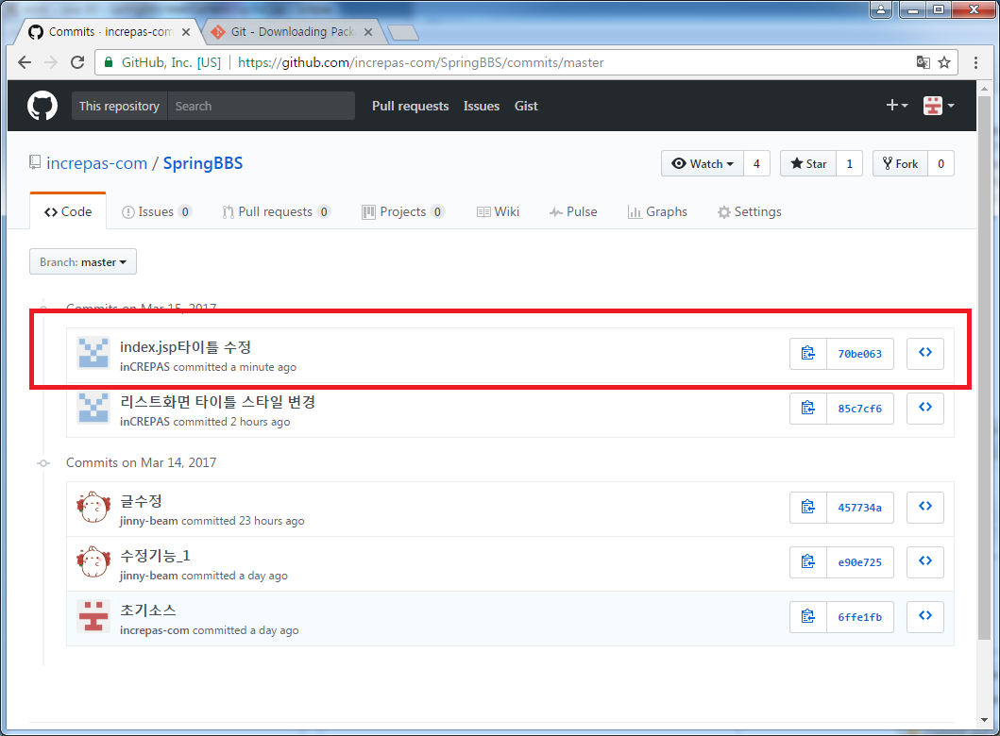 Commits · increpas-com
Git - Downloading Pack
GitHub, Inc. [US] https://github.com/increpas-com/SpringBBS/commits/master
This repository Search Pull requests Issues Gist
increpas-com / SpringBBS Watch 4 Star 1 Fork 0
Code Issues 0 Pull requests 0 Projects 0 Wiki Pulse Graphs Settings
Branch: master
Commits on Mar 15, 2017
index.jsp타이틀 수정
inCREPAS committed a minute ago
70be063
리스트화면 타이틀 스타일 변경
inCREPAS committed 2 hours ago
85c7cf6
Commits on Mar 14, 2017
글수정
jinny-beam committed 23 hours ago
457734a
수정기능_1
jinny-beam committed a day ago
e90e725
초기소스
increpas-com committed a day ago
6ffe1fb